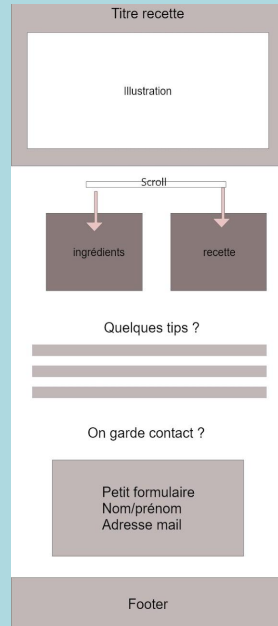 Titre recette
Illustration
Scroll
ingrédients
recette
Quelques tips ?
On garde contact ?
Petit formulaire
Nom/prénom
Adresse mail
Footer